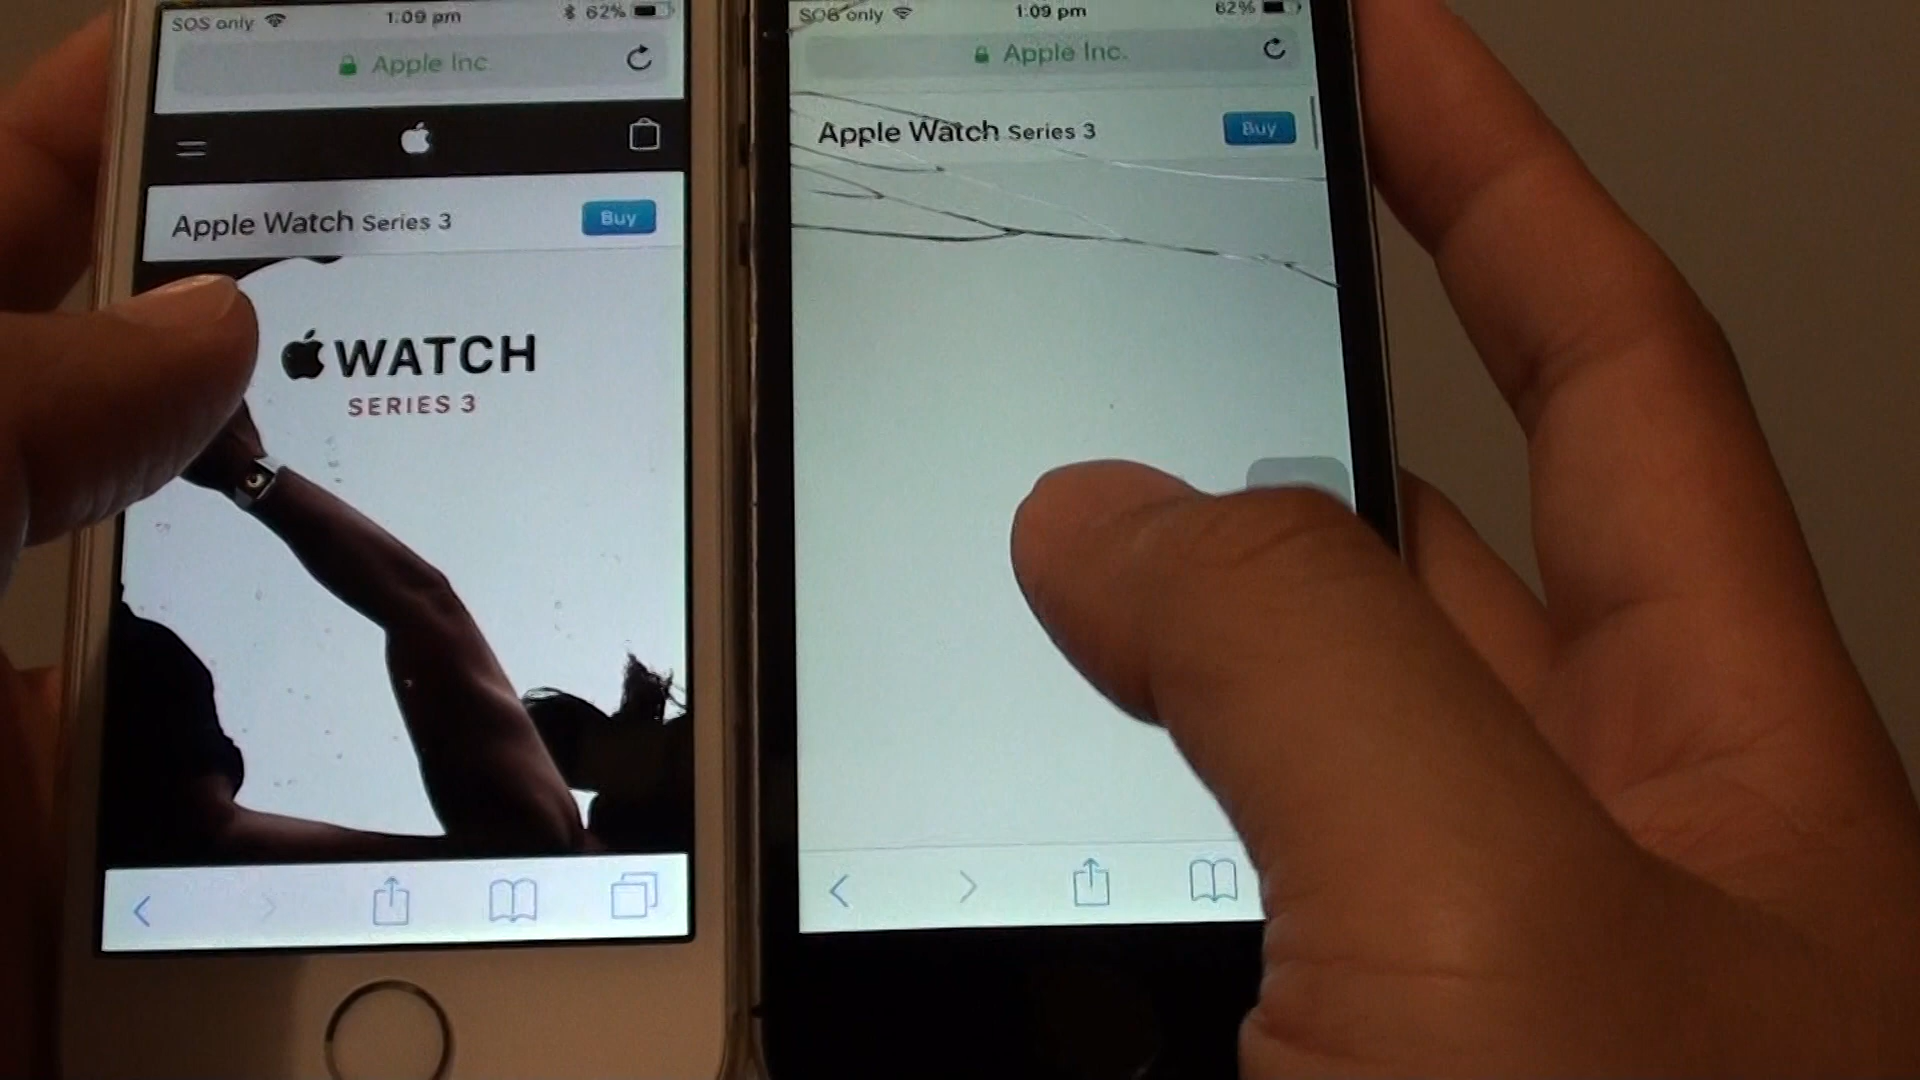 SOS only 1:09 pm 62%
Apple Inc.
Apple Watch Series 3 Buy
WATCH
SERIES 3
SOS only 1:09 pm 62%
Apple Inc.
Apple Watch Series 3 Buy